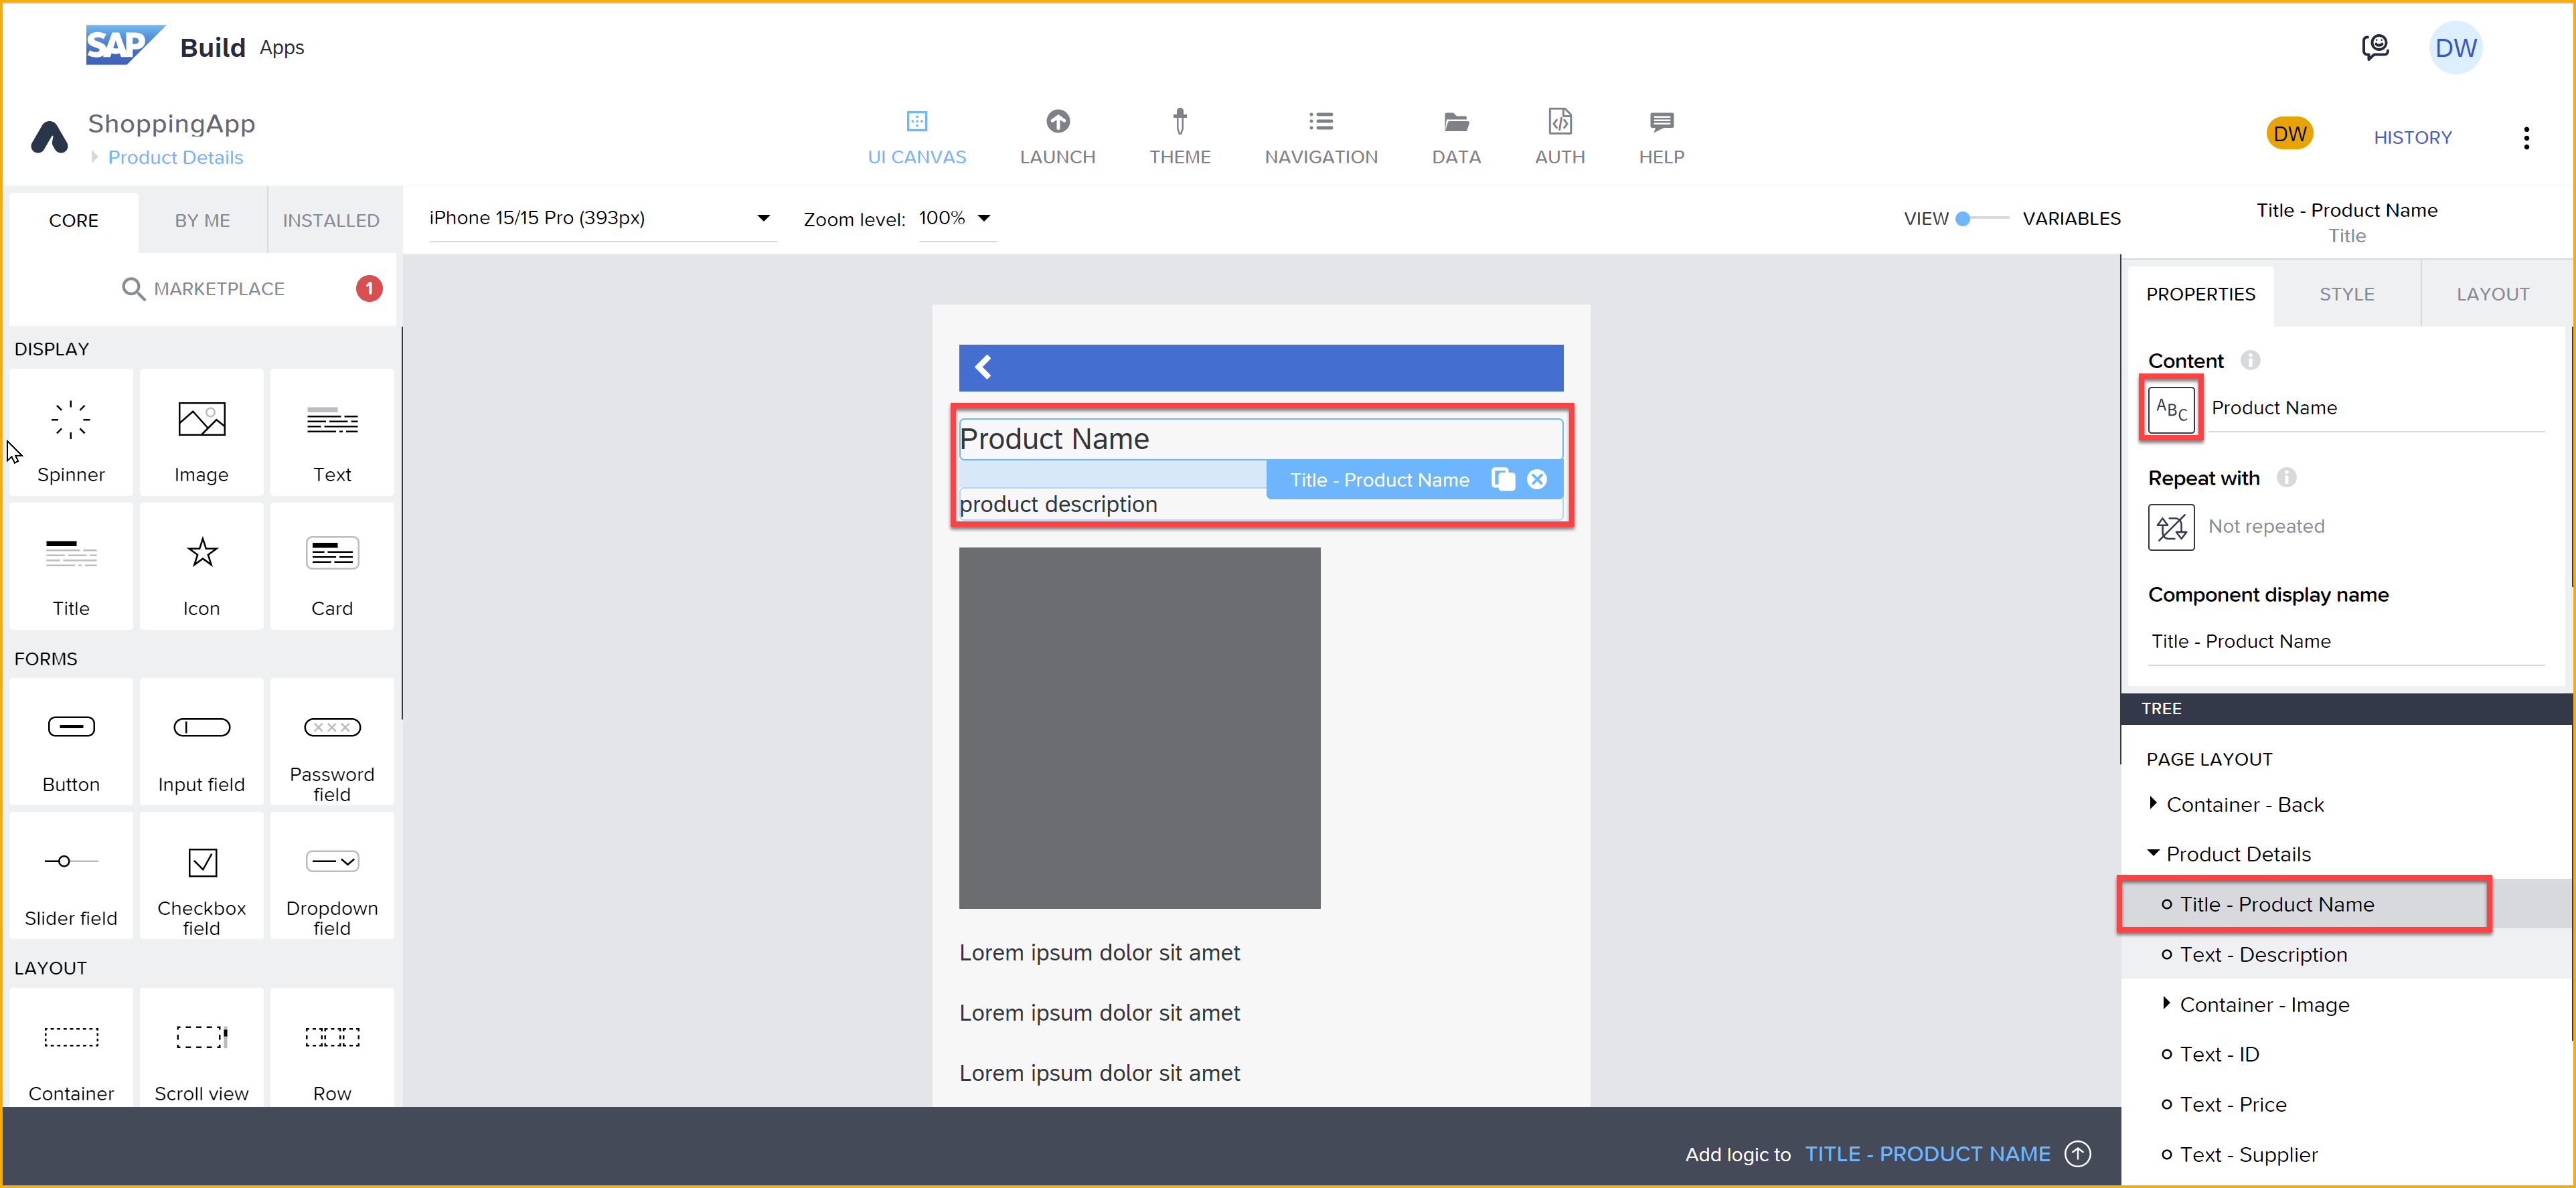 SAP Build Apps
DW
ShoppingApp
Product Details
UI CANVAS
LAUNCH
THEME
NAVIGATION
DATA
AUTH
HELP
DW
HISTORY
CORE
BY ME
INSTALLED
iPhone 15/15 Pro (393px)
Zoom level: 100%
VIEW
VARIABLES
Title - Product Name
Title
MARKETPLACE
1
DISPLAY
Spinner
Image
Text
Title
Icon
Card
FORMS
Button
Input field
Password
field
Slider field
Checkbox
field
Dropdown
field
LAYOUT
Container
Scroll view
Row
Product Name
Title - Product Name
product description
Lorem ipsum dolor sit amet
Lorem ipsum dolor sit amet
Lorem ipsum dolor sit amet
Add logic to TITLE - PRODUCT NAME
PROPERTIES
STYLE
LAYOUT
Content
ABC
Product Name
Repeat with
Not repeated
Component display name
Title - Product Name
TREE
PAGE LAYOUT
Container - Back
Product Details
Title - Product Name
Text - Description
Container - Image
Text - ID
Text - Price
Text - Supplier